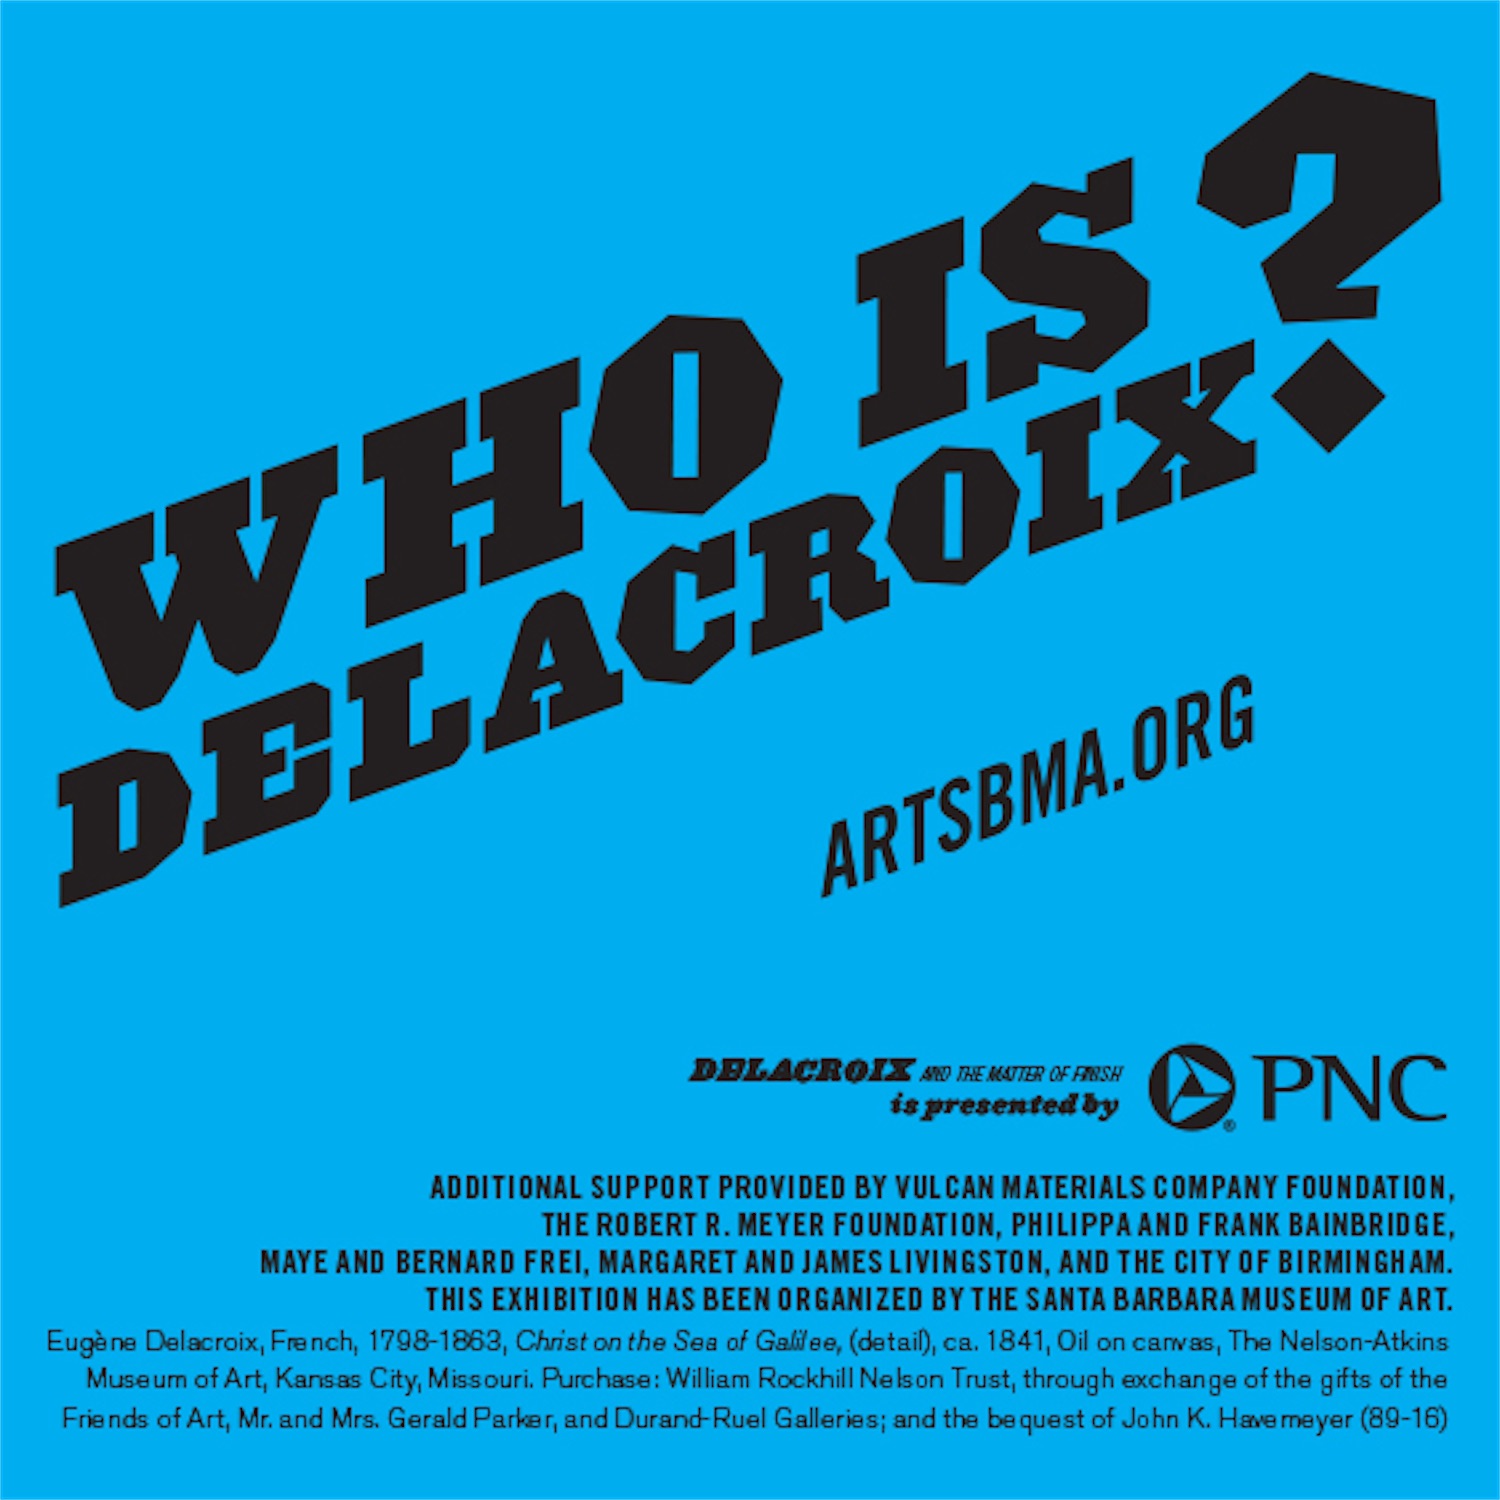 WHO IS
DELACROIX?
ARTSBMA.ORG
DELACROIX AND THE MATTER OF FINISH
is presented by
PNC
®
ADDITIONAL SUPPORT PROVIDED BY VULCAN MATERIALS COMPANY FOUNDATION,
THE ROBERT R. MEYER FOUNDATION, PHILIPPA AND FRANK BAINBRIDGE,
MAYE AND BERNARD FREI, MARGARET AND JAMES LIVINGSTON, AND THE CITY OF BIRMINGHAM.
THIS EXHIBITION HAS BEEN ORGANIZED BY THE SANTA BARBARA MUSEUM OF ART.
Eugène Delacroix, French, 1798-1863, Christ on the Sea of Galilee, (detail), ca. 1841, Oil on canvas, The Nelson-Atkins
Museum of Art, Kansas City, Missouri. Purchase: William Rockhill Nelson Trust, through exchange of the gifts of the
Friends of Art, Mr. and Mrs. Gerald Parker, and Durand-Ruel Galleries; and the bequest of John K. Havemeyer (89-16)